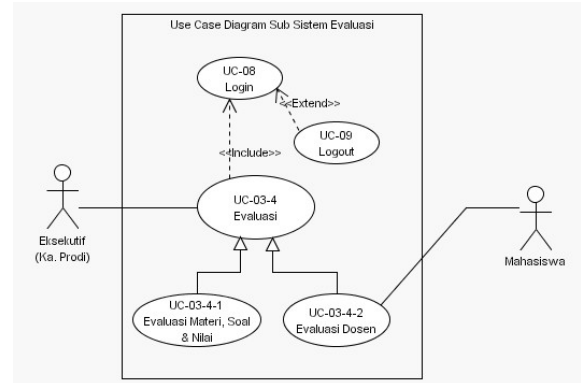 Use Case Diagram Sub Sistem Evaluasi
UC-08
Login
<<Extend>>
UC-09
Logout
<<Include>>
UC-03-4
Evaluasi
Eksekutif
(Ka. Prodi)
Mahasiswa
UC-03-4-1
Evaluasi Materi, Soal
& Nilai
UC-03-4-2
Evaluasi Dosen